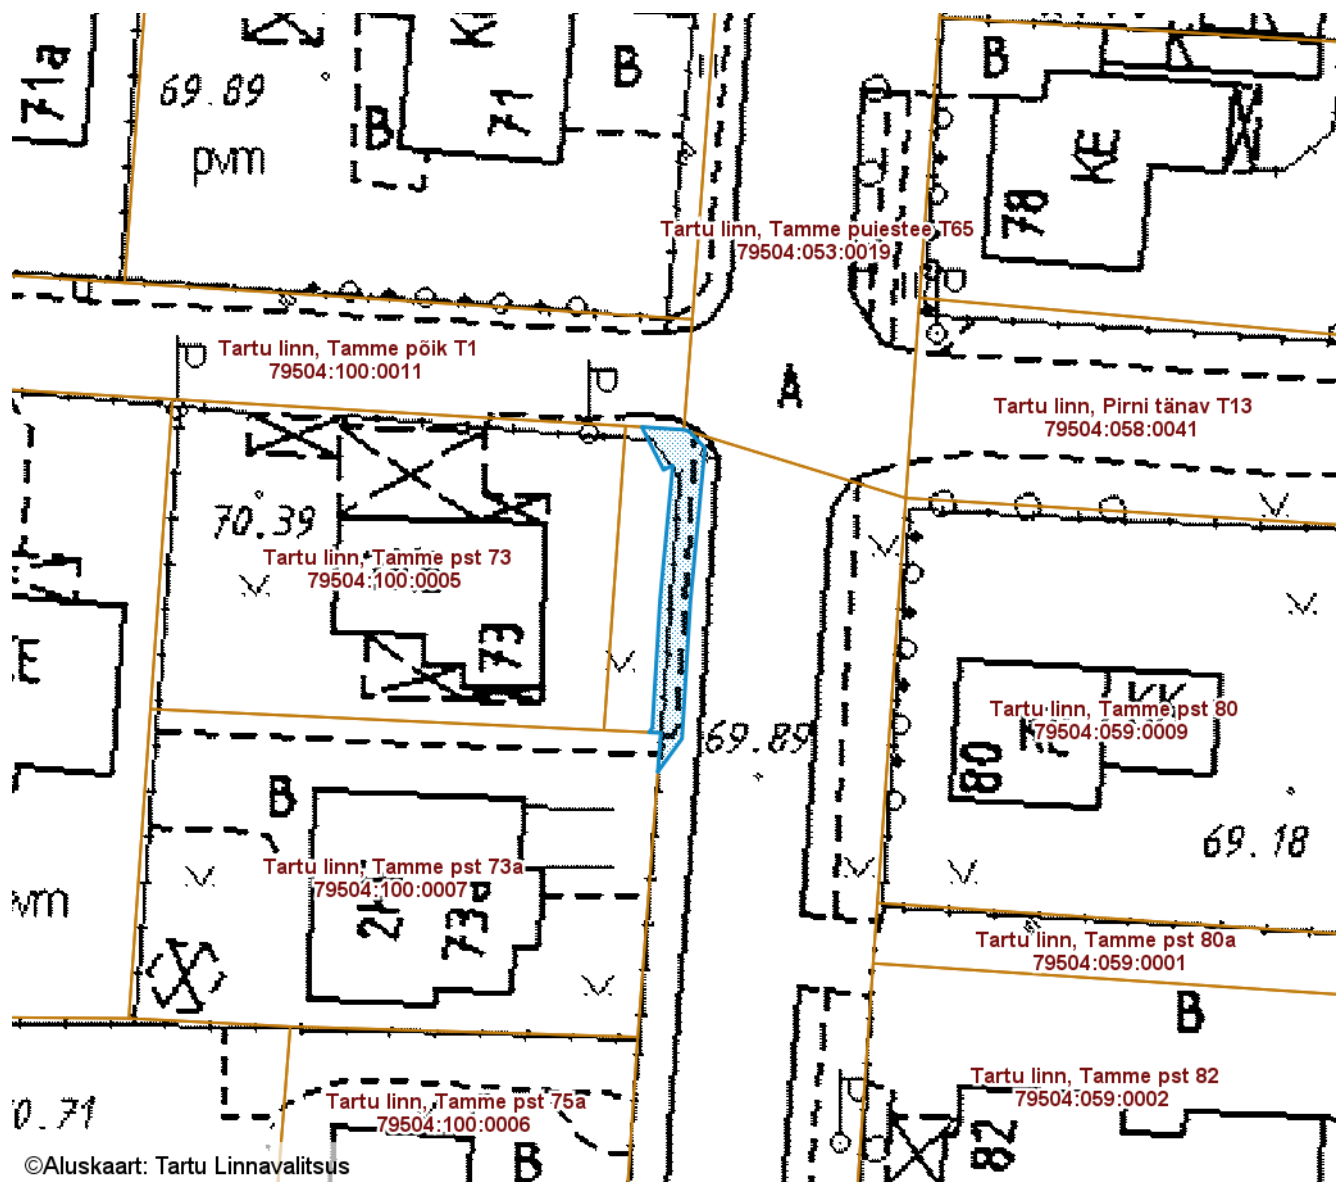 71a
69.89
pvm
B
B
71
B
KE
78
Tartu linn, Tamme puiestee T65
79504:053:0019
Tartu linn, Tamme põik T1
79504:100:0011
A
Tartu linn, Pirni tänav T13
79504:058:0041
70.39
Tartu linn, Tamme pst 73
79504:100:0005
73
Tartu linn, Tamme pst 80
79504:059:0009
80
69.89
69.18
B
Tartu linn, Tamme pst 73a
79504:100:0007
73a
Tartu linn, Tamme pst 80a
79504:059:0001
B
Tartu linn, Tamme pst 82
79504:059:0002
82
Tartu linn, Tamme pst 75a
79504:100:0006
B
©Aluskaart: Tartu Linnavalitsus